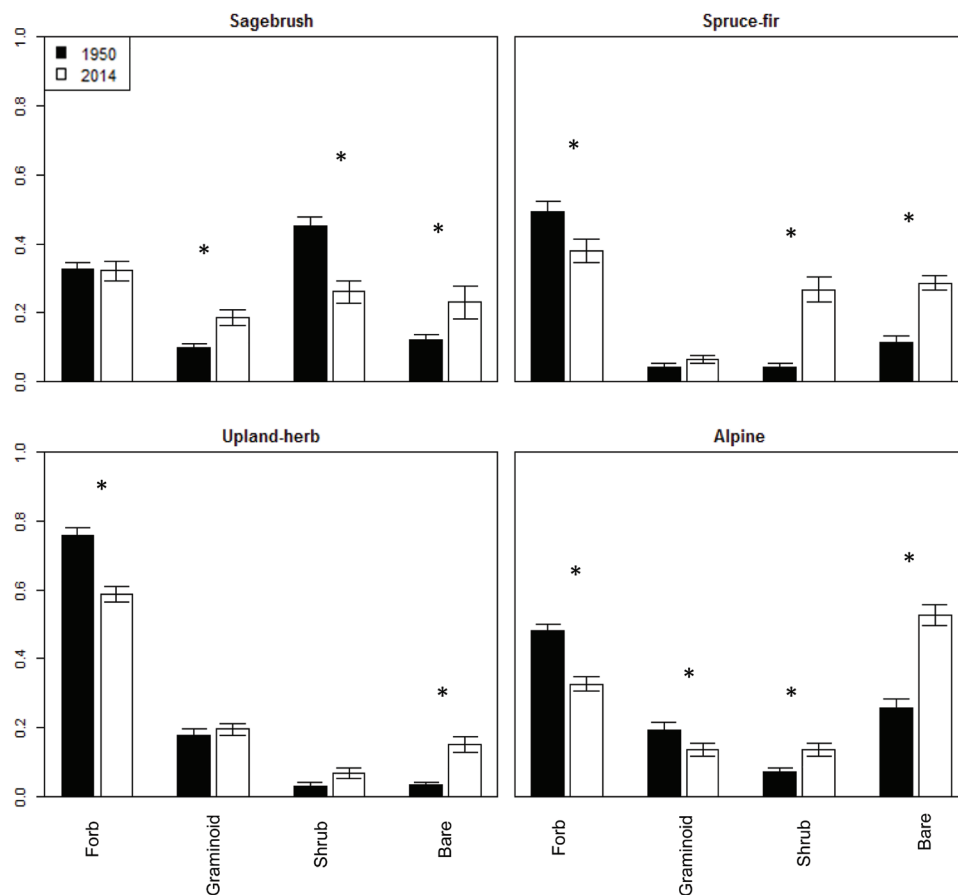 Sagebrush
Spruce-fir
1950
2014
*
*
*
*
*
*
1.0
0.8
0.6
0.4
0.2
0.0
Upland-herb
Alpine
*
*
*
*
*
*
1.0
0.8
0.6
0.4
0.2
0.0
Forb
Graminoid
Shrub
Bare
Forb
Graminoid
Shrub
Bare